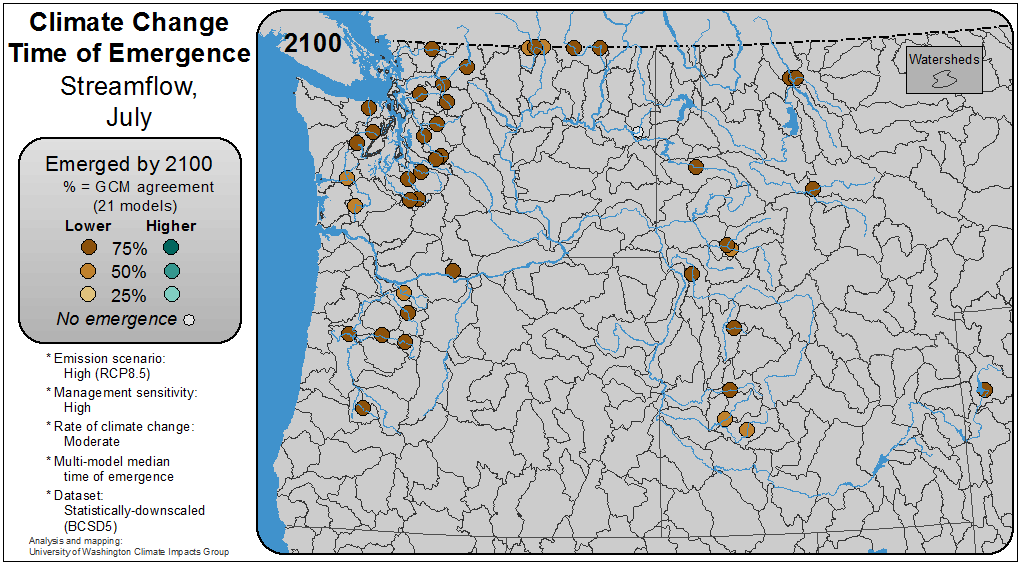 Climate Change
Time of Emergence
Streamflow,
July
Emerged by 2100
% = GCM agreement
(21 models)
Lower Higher
75%
50%
25%
No emergence
* Emission scenario:
High (RCP8.5)
* Management sensitivity:
High
* Rate of climate change:
Moderate
* Multi-model median
time of emergence
* Dataset:
Statistically-downscaled
(BCSD5)
Analysis and mapping:
University of Washington Climate Impacts Group
2100
Watersheds